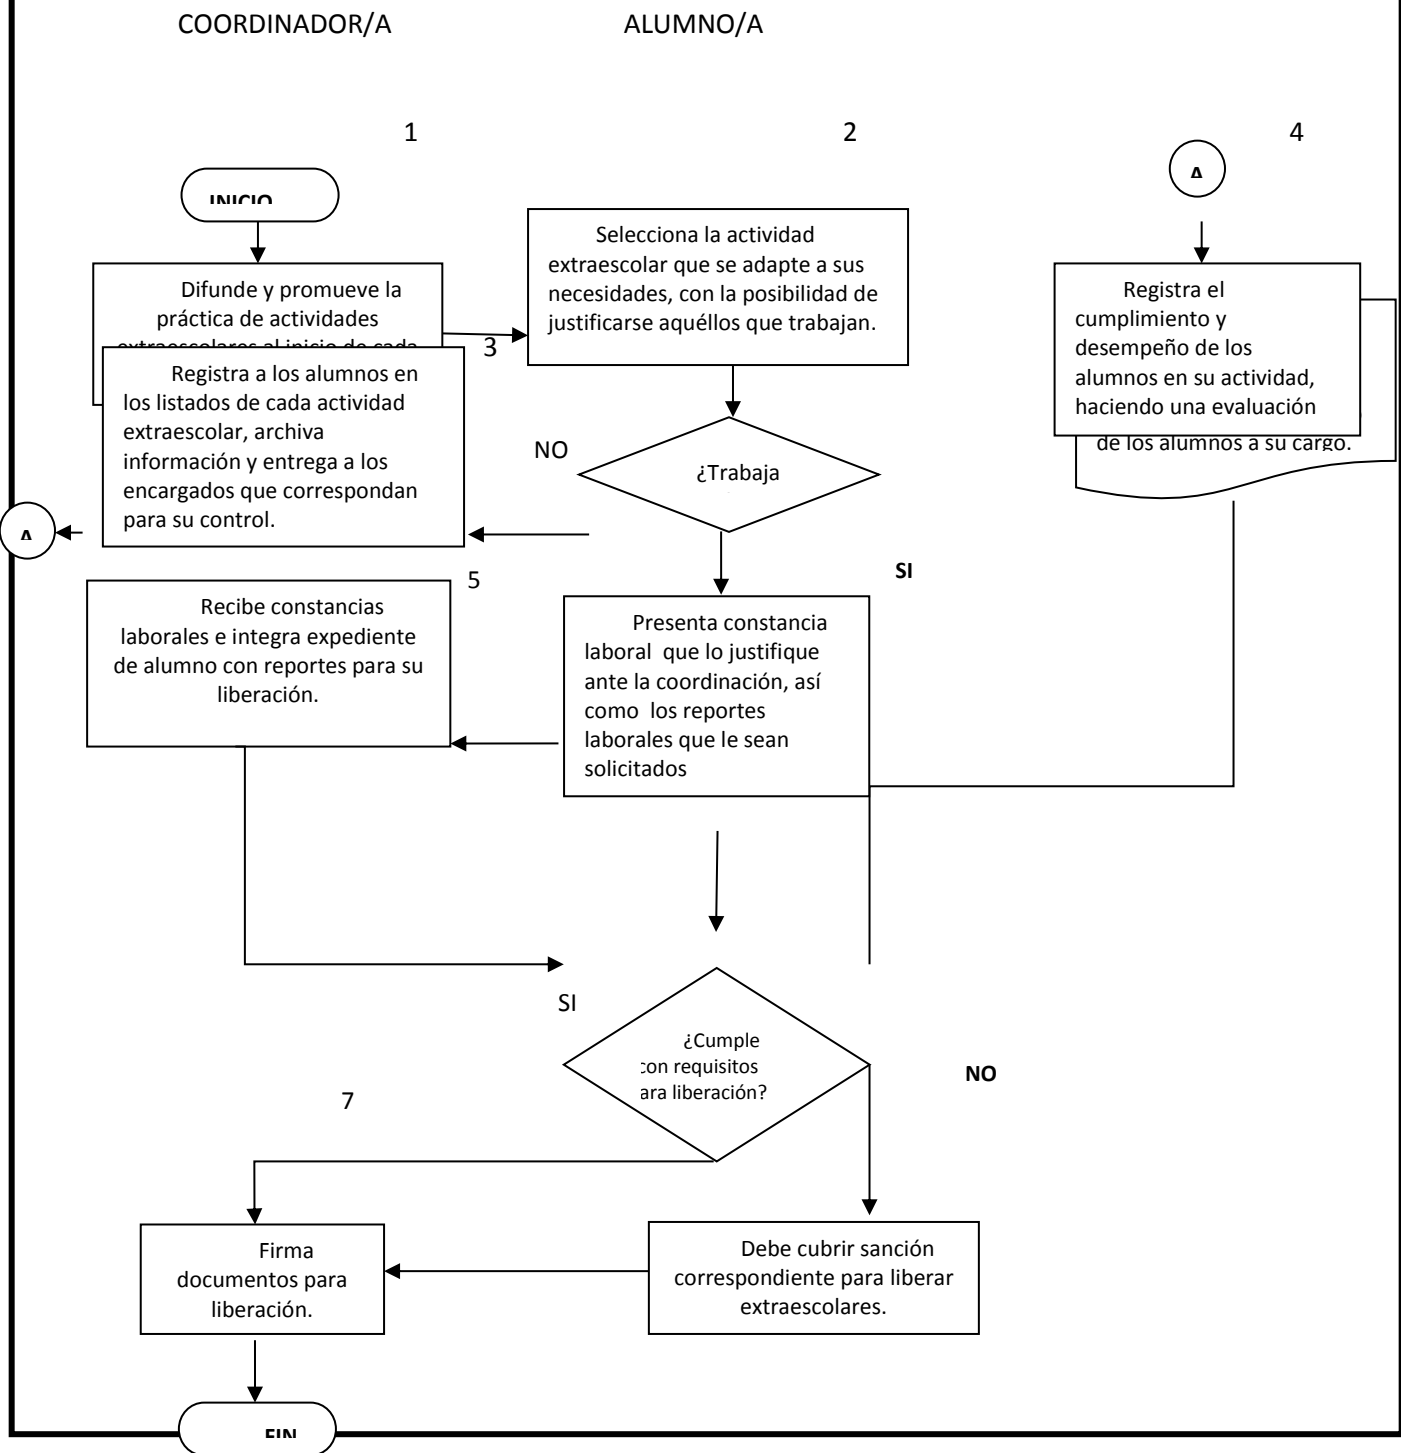 COORDINADOR/A
ALUMNO/A
1
2
4
INICIO
A
Difunde y promueve la
práctica de actividades
extraescolares al inicio de cada
Selecciona la actividad
extraescolar que se adapte a sus
necesidades, con la posibilidad de
justificarse aquéllos que trabajan.
3
Registra a los alumnos en
los listados de cada actividad
extraescolar, archiva
información y entrega a los
encargados que correspondan
para su control.
NO
¿Trabaja
Registra el
cumplimiento y
desempeño de los
alumnos en su actividad,
haciendo una evaluación
de los alumnos a su cargo.
A
SI
5
Recibe constancias
laborales e integra expediente
de alumno con reportes para su
liberación.
Presenta constancia
laboral que lo justifique
ante la coordinación, así
como los reportes
laborales que le sean
solicitados
SI
¿Cumple
con requisitos
ara liberación?
NO
7
Firma
documentos para
liberación.
Debe cubrir sanción
correspondiente para liberar
extraescolares.
FIN